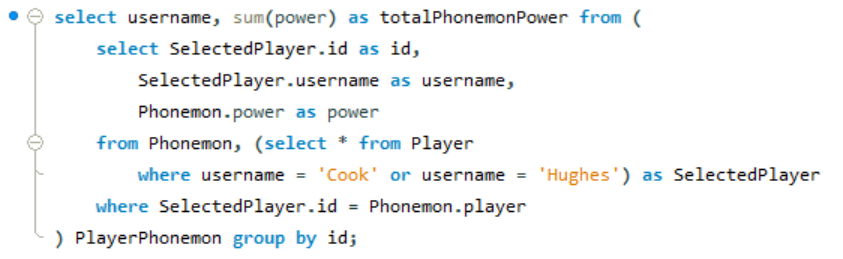 select username, sum(power) as totalPhonemonPower from (
select SelectedPlayer.id as id,
SelectedPlayer.username as username,
Phonemon.power as power
from Phonemon, (select * from Player
where username = 'Cook' or username = 'Hughes') as SelectedPlayer
where SelectedPlayer.id = Phonemon.player
) PlayerPhonemon group by id;